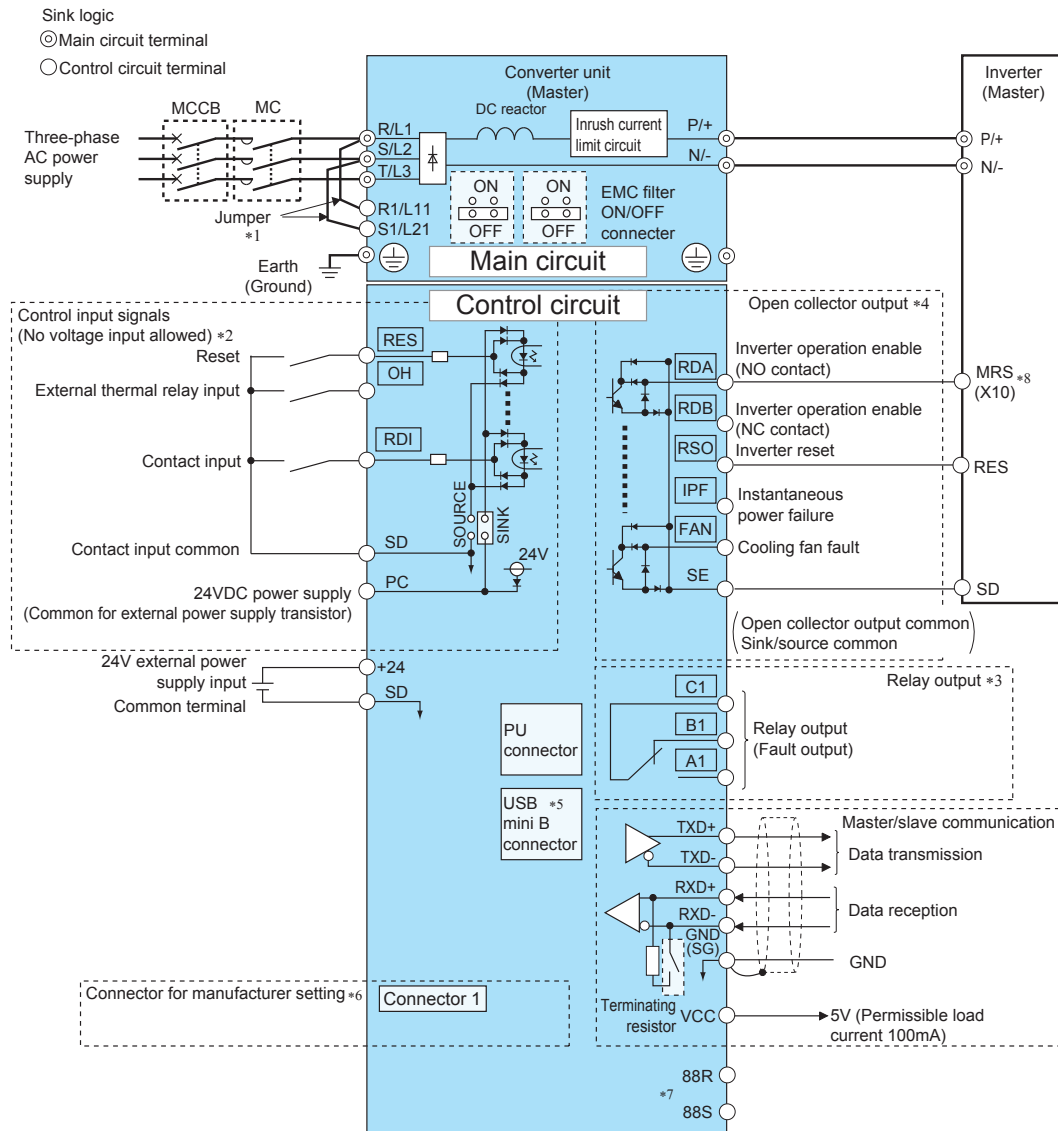 Sink logic
Main circuit terminal
Control circuit terminal
MCCB
MC
Three-phase
AC power
supply
Jumper
*1
Earth
(Ground)
Converter unit
(Master)
DC reactor
Inrush current
limit circuit
R/L1
S/L2
T/L3
R1/L11
S1/L21
P/+
N/-
ON
OFF
ON
OFF
EMC filter
ON/OFF
connecter
Main circuit
Inverter
(Master)
P/+
N/-
Control circuit
Control input signals
(No voltage input allowed) *2
Reset
External thermal relay input
Contact input
Contact input common
24VDC power supply
(Common for external power supply transistor)
RES
OH
RDI
SD
PC
SOURCE
SINK
24V
24V external power
supply input
Common terminal
+24
SD
Open collector output *4
RDA
Inverter operation enable
(NO contact)
RDB
Inverter operation enable
(NC contact)
RSO
Inverter reset
IPF
Instantaneous
power failure
FAN
Cooling fan fault
SE
Open collector output common
Sink/source common
MRS *8
(X10)
RES
SD
Relay output *3
C1
B1
A1
Relay output
(Fault output)
PU
connector
USB *5
mini B
connector
Master/slave communication
TXD+
TXD-
Data transmission
RXD+
RXD-
Data reception
GND
(SG)
GND
Terminating
resistor
VCC
5V (Permissible load
current 100mA)
Connector for manufacturer setting *6
Connector 1
88R
*7
88S